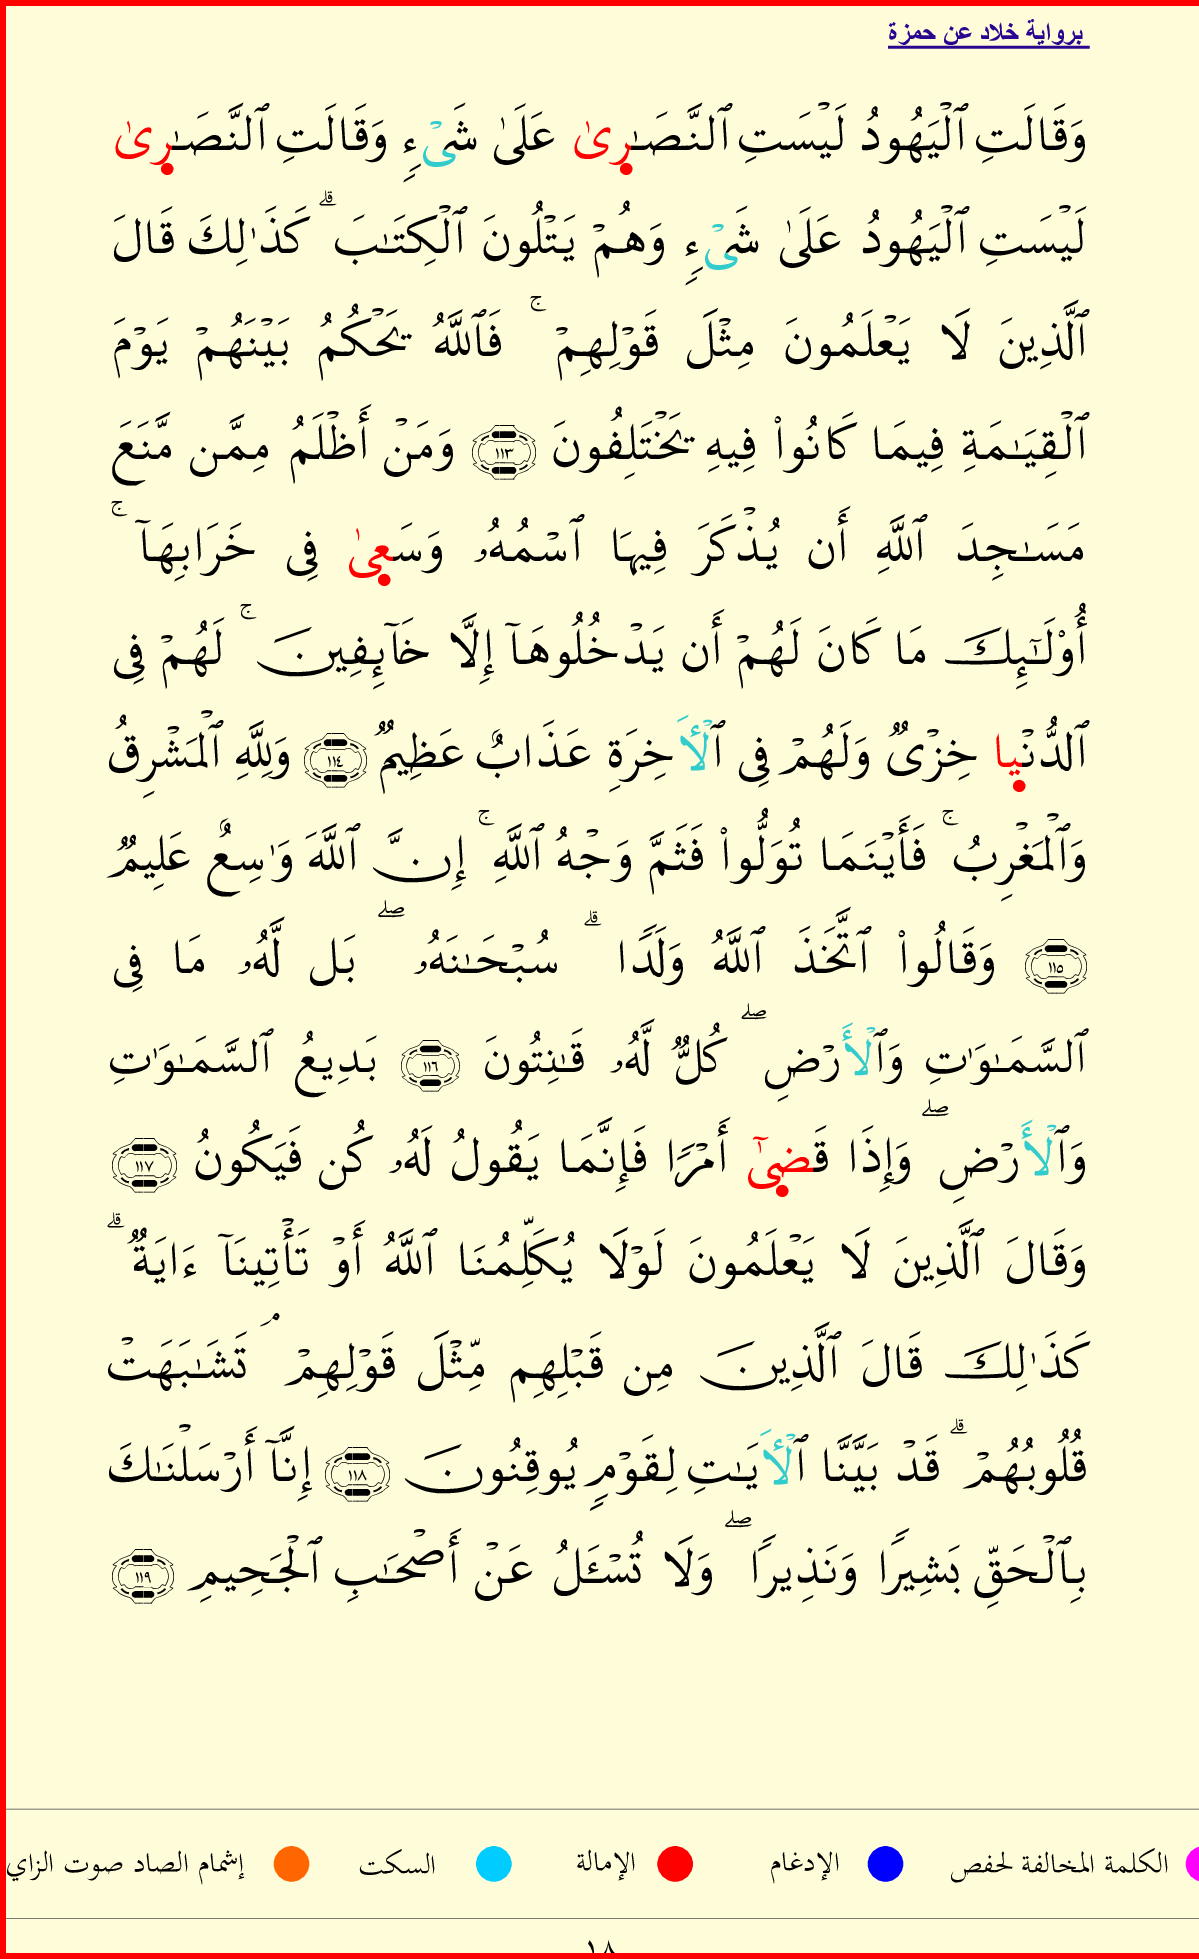 برواية خلاد عن حمزة
وَقَالَتِ ٱلْيَهُودُ لَيْسَتِ ٱلنَّصَـٰرِىٰ عَلَىٰ شَىْءٍ وَقَالَتِ ٱلنَّصَـٰرِىٰ
لَيْسَتِ ٱلْيَهُودُ عَلَىٰ شَىْءٍ وَهُمْ يَتْلُونَ ٱلْكِتَـٰبَ ۗ كَذَٰلِكَ قَالَ
ٱلَّذِينَ لَا يَعْلَمُونَ مِثْلَ قَوْلِهِمْ ۚ فَٱللَّهُ يَحْكُمُ بَيْنَهُمْ يَوْمَ
ٱلْقِيَـٰمَةِ فِيمَا كَانُوا۟ فِيهِ يَخْتَلِفُونَ ١١٣ وَمَنْ أَظْلَمُ مِمَّن مَّنَعَ
مَسَـٰجِدَ ٱللَّهِ أَن يُذْكَرَ فِيهَا ٱسْمُهُۥ وَسَعِىٰ فِى خَرَابِهَآ ۚ
أُو۟لَـٰٓئِكَ مَا كَانَ لَهُمْ أَن يَدْخُلُوهَآ إِلَّا خَآئِفِينَ ۚ لَهُمْ فِى
ٱلدُّنْيِا خِزْىٌ وَلَهُمْ فِى ٱلْأَخِرَةِ عَذَابٌ عَظِيمٌ ١١٤ وَلِلَّهِ ٱلْمَشْرِقُ
وَٱلْمَغْرِبُ ۚ فَأَيْنَمَا تُوَلُّوا۟ فَثَمَّ وَجْهُ ٱللَّهِ ۚ إِنَّ ٱللَّهَ وَٰسِعٌ عَلِيمٌ
١١٥ وَقَالُوا۟ ٱتَّخَذَ ٱللَّهُ وَلَدًا ۗ سُبْحَـٰنَهُۥ ۖ بَل لَّهُۥ مَا فِى
ٱلسَّمَـٰوَٰتِ وَٱلْأَرْضِ ۖ كُلٌّ لَّهُۥ قَـٰنِتُونَ ١١٦ بَدِيعُ ٱلسَّمَـٰوَٰتِ
وَٱلْأَرْضِ ۖ وَإِذَا قَضِىٰٓ أَمْرًا فَإِنَّمَا يَقُولُ لَهُۥ كُن فَيَكُونُ ١١٧
وَقَالَ ٱلَّذِينَ لَا يَعْلَمُونَ لَوْلَا يُكَلِّمُنَا ٱللَّهُ أَوْ تَأْتِينَآ ءَايَةٌ ۗ
كَذَٰلِكَ قَالَ ٱلَّذِينَ مِن قَبْلِهِم مِّثْلَ قَوْلِهِمْ ۘ تَشَـٰبَهَتْ
قُلُوبُهُمْ ۗ قَدْ بَيَّنَّا ٱلْأَيَـٰتِ لِقَوْمٍ يُوقِنُونَ ١١٨ إِنَّآ أَرْسَلْنَـٰكَ
بِٱلْحَقِّ بَشِيرًا وَنَذِيرًا ۖ وَلَا تُسْـَٔلُ عَنْ أَصْحَـٰبِ ٱلْجَحِيمِ ١١٩
الكلمة المخالفة لحفص الإدغام الإمالة السكت إشمام الصاد صوت الزاي
١٨